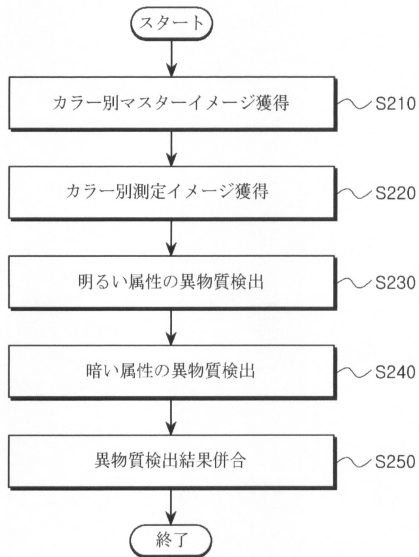 スタート
カラー別マスターイメージ獲得 S210
カラー別測定イメージ獲得 S220
明るい属性の異物質検出 S230
暗い属性の異物質検出 S240
異物質検出結果併合 S250
終了